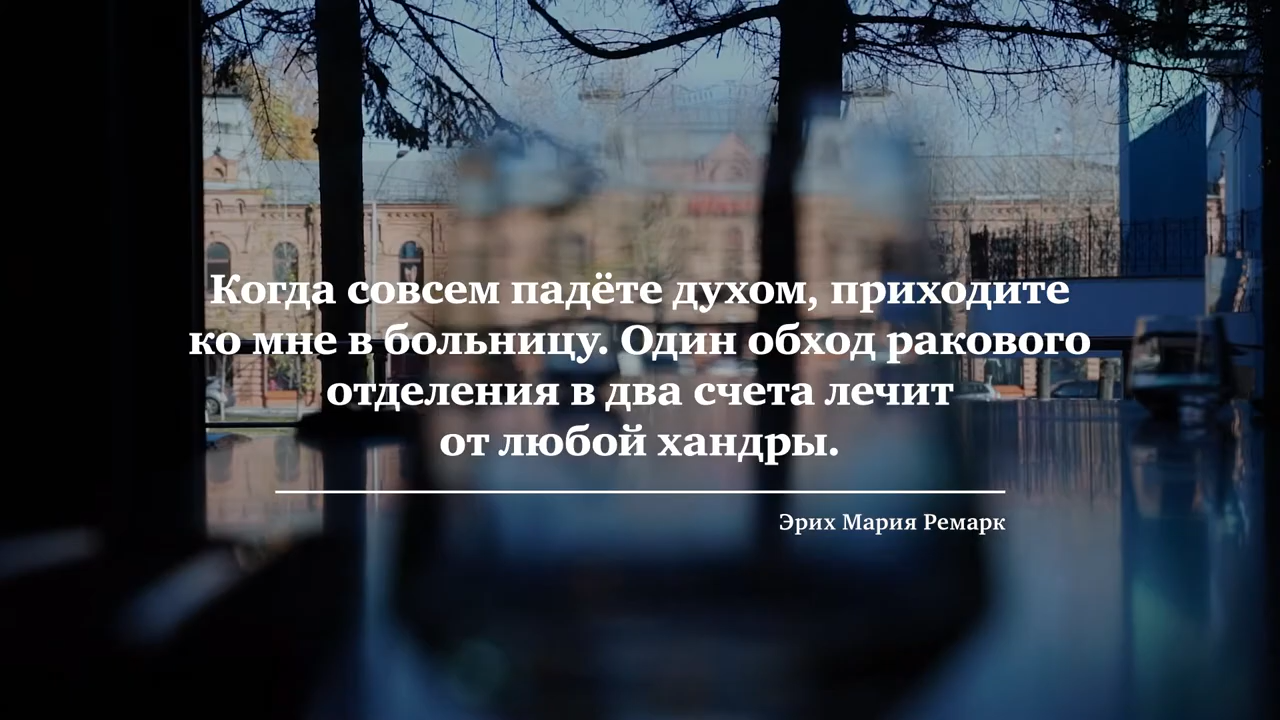 Когда совсем падёте духом, приходите
ко мне в больницу. Один обход ракового
отделения в два счета лечит
от любой хандры.
Эрих Мария Ремарк